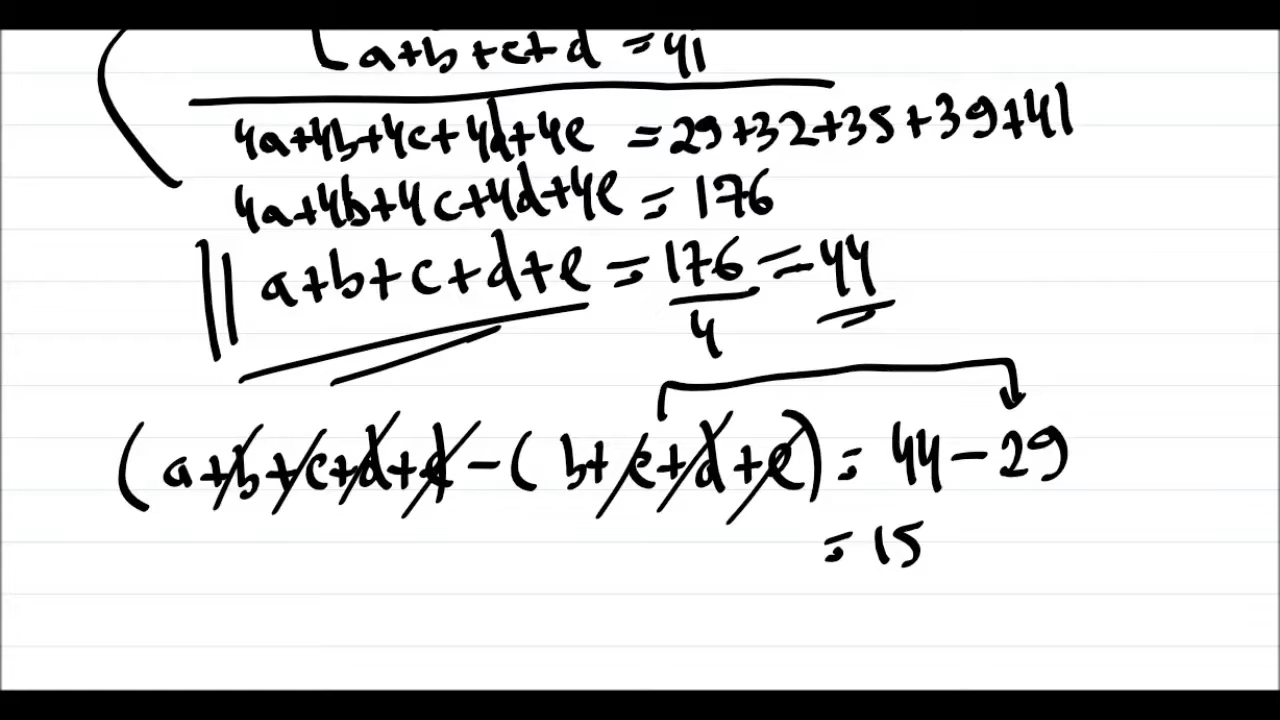 a+b+c+d = 41
4a+4b+4c+4d+4e = 29+32+35+39+41
4a+4b+4c+4d+4e = 176
a+b+c+d+e = 176/4 = 44
(a+b+c+d+e - (b+c+d+e) = 44-29
= 15